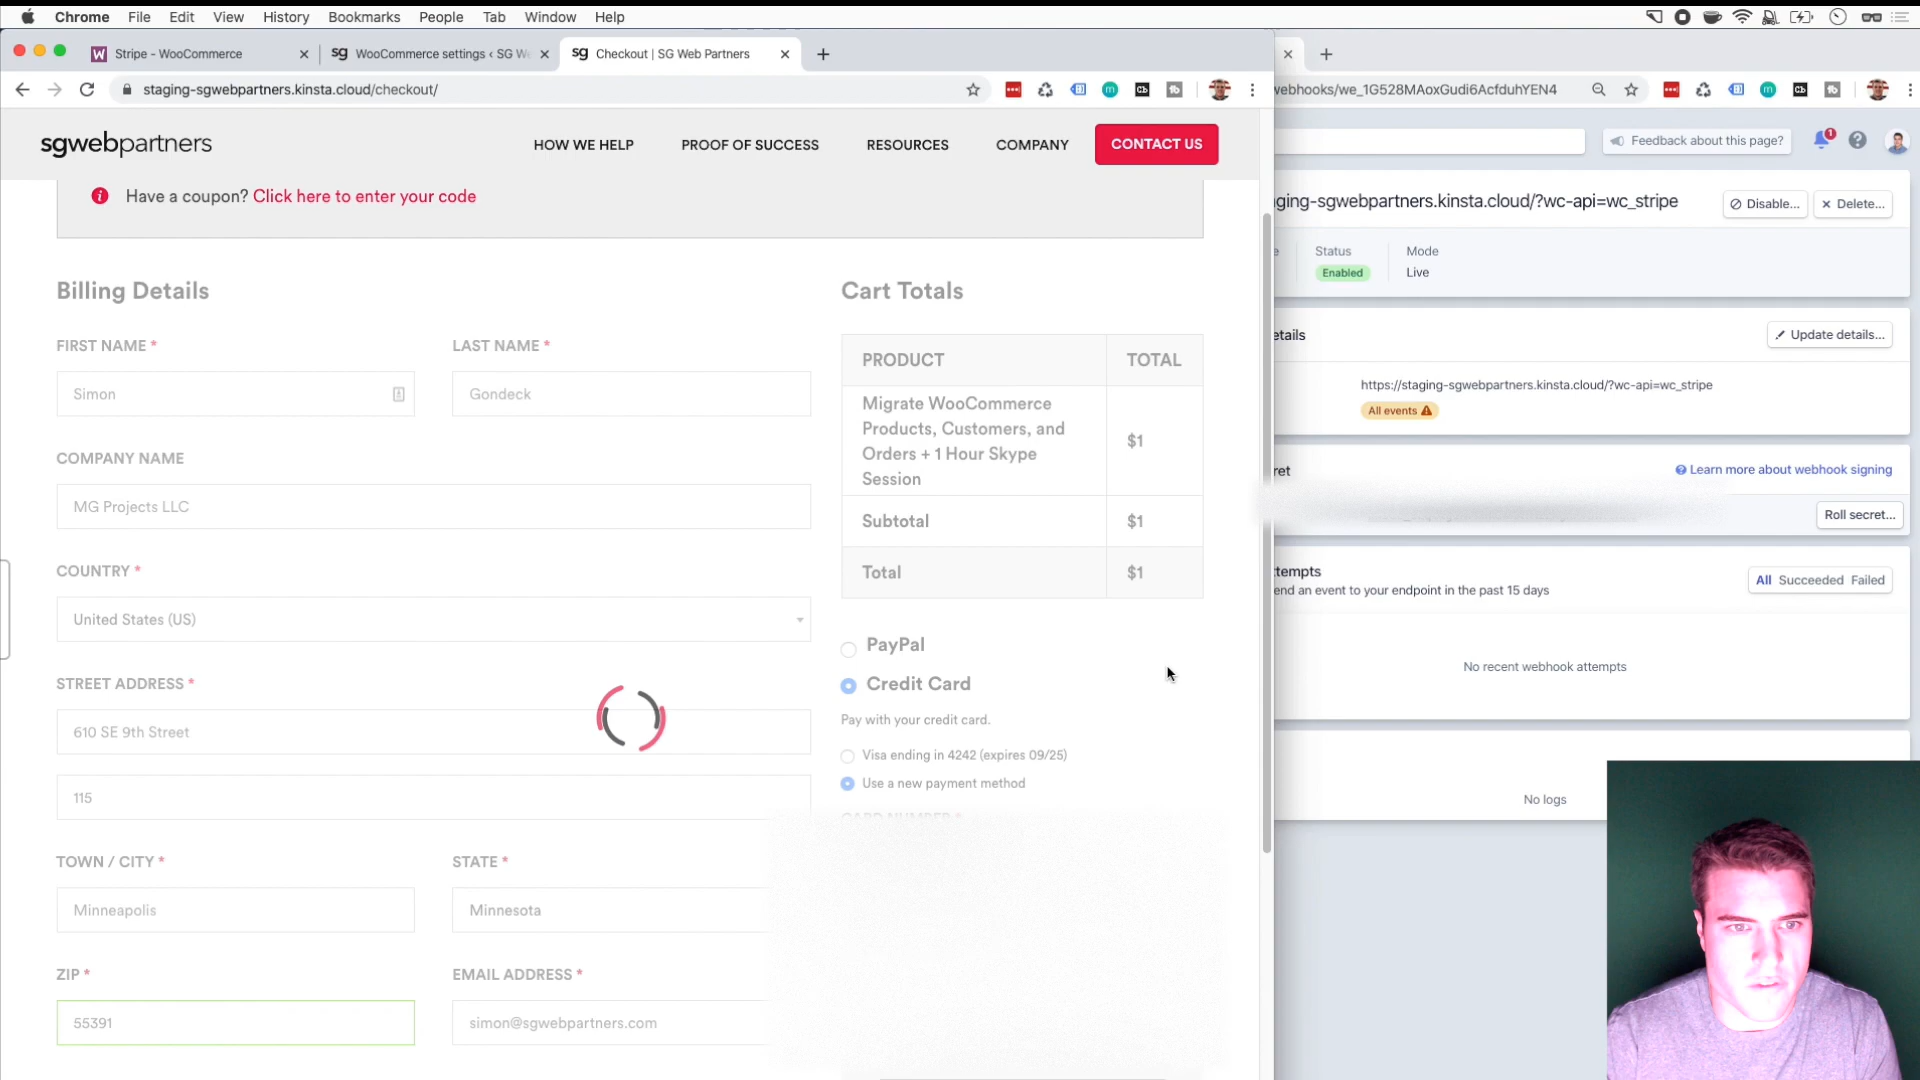 Chrome File Edit View History Bookmarks People Tab Window Help
Stripe - WooCommerce
sg WooCommerce settings ‹ SG We
sg Checkout | SG Web Partners
staging-sgwebpartners.kinsta.cloud/checkout/
sgwebpartners
HOW WE HELP
PROOF OF SUCCESS
RESOURCES
COMPANY
CONTACT US
Have a coupon? Click here to enter your code
Billing Details
FIRST NAME *
Simon
LAST NAME *
Gondeck
COMPANY NAME
MG Projects LLC
COUNTRY *
United States (US)
STREET ADDRESS *
610 SE 9th Street
115
TOWN / CITY *
Minneapolis
STATE *
Minnesota
ZIP *
55391
EMAIL ADDRESS *
simon@sgwebpartners.com
Cart Totals
PRODUCT TOTAL
Migrate WooCommerce
Products, Customers, and
Orders + 1 Hour Skype
Session
$1
Subtotal $1
Total $1
PayPal
Credit Card
Pay with your credit card.
Visa ending in 4242 (expires 09/25)
Use a new payment method
webhooks/we_1G528MAoxGudi6AcfduhYEN4
Feedback about this page?
1
ging-sgwebpartners.kinsta.cloud/?wc-api=wc_stripe
Disable...
Delete...
Status
Enabled
Mode
Live
etails
Update details...
https://staging-sgwebpartners.kinsta.cloud/?wc-api=wc_stripe
All events
ret
Learn more about webhook signing
Roll secret...
tempts
end an event to your endpoint in the past 15 days
All Succeeded Failed
No recent webhook attempts
No logs